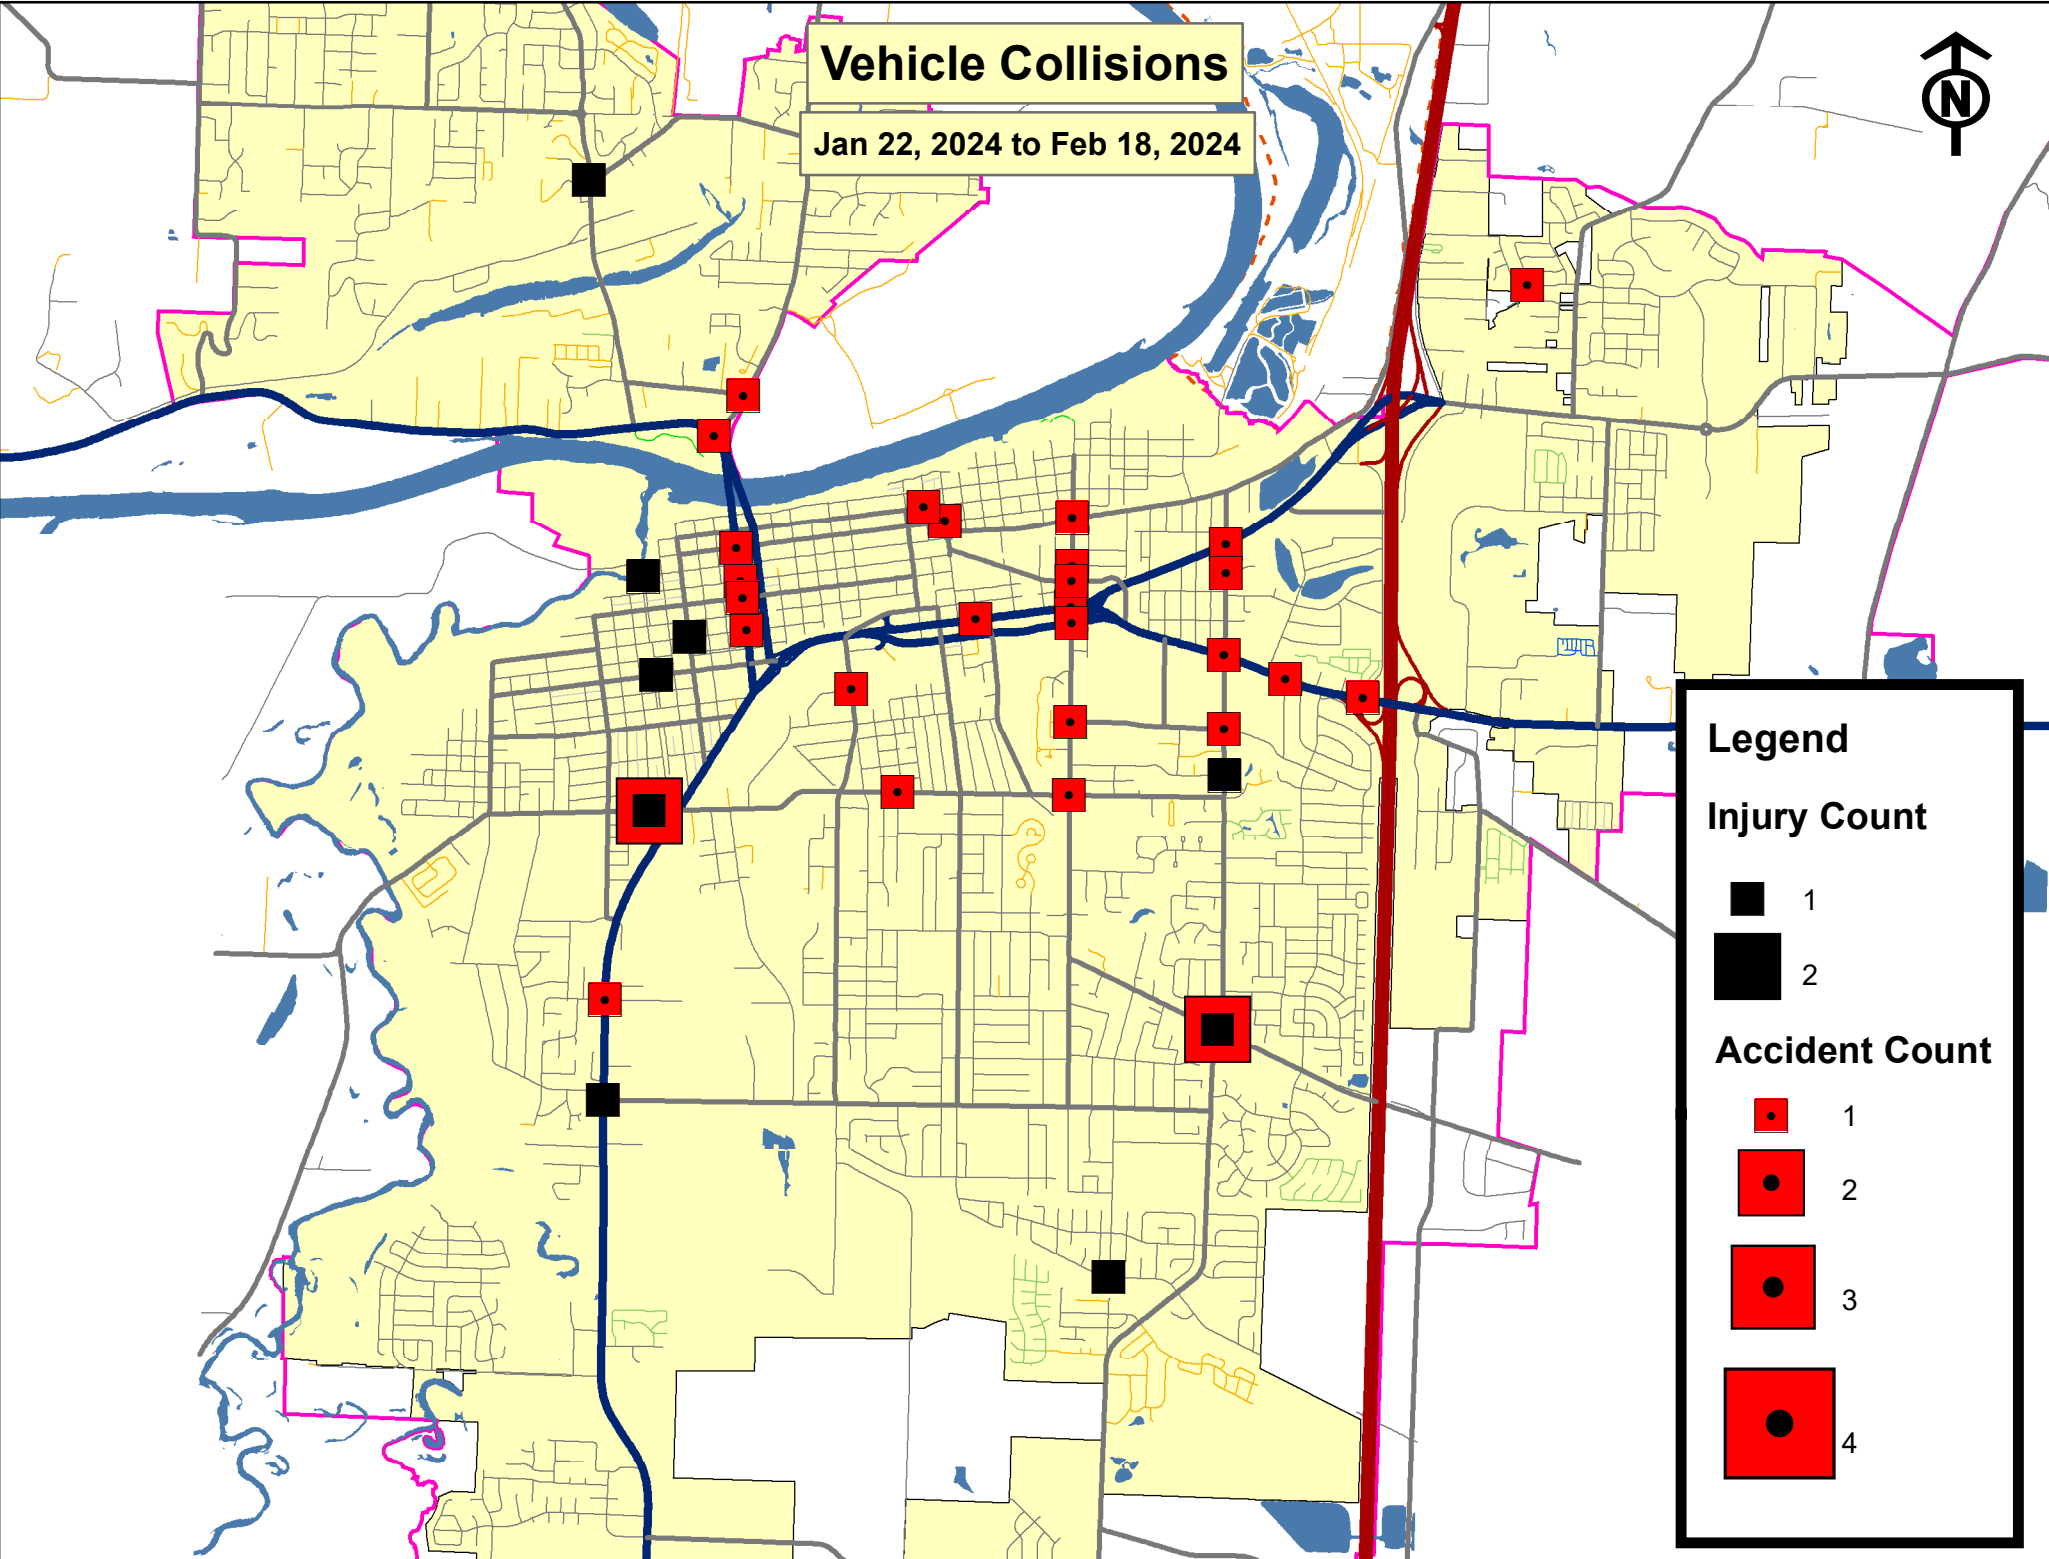 Vehicle Collisions
Jan 22, 2024 to Feb 18, 2024
N
Legend
Injury Count
1
2
Accident Count
1
2
3
4